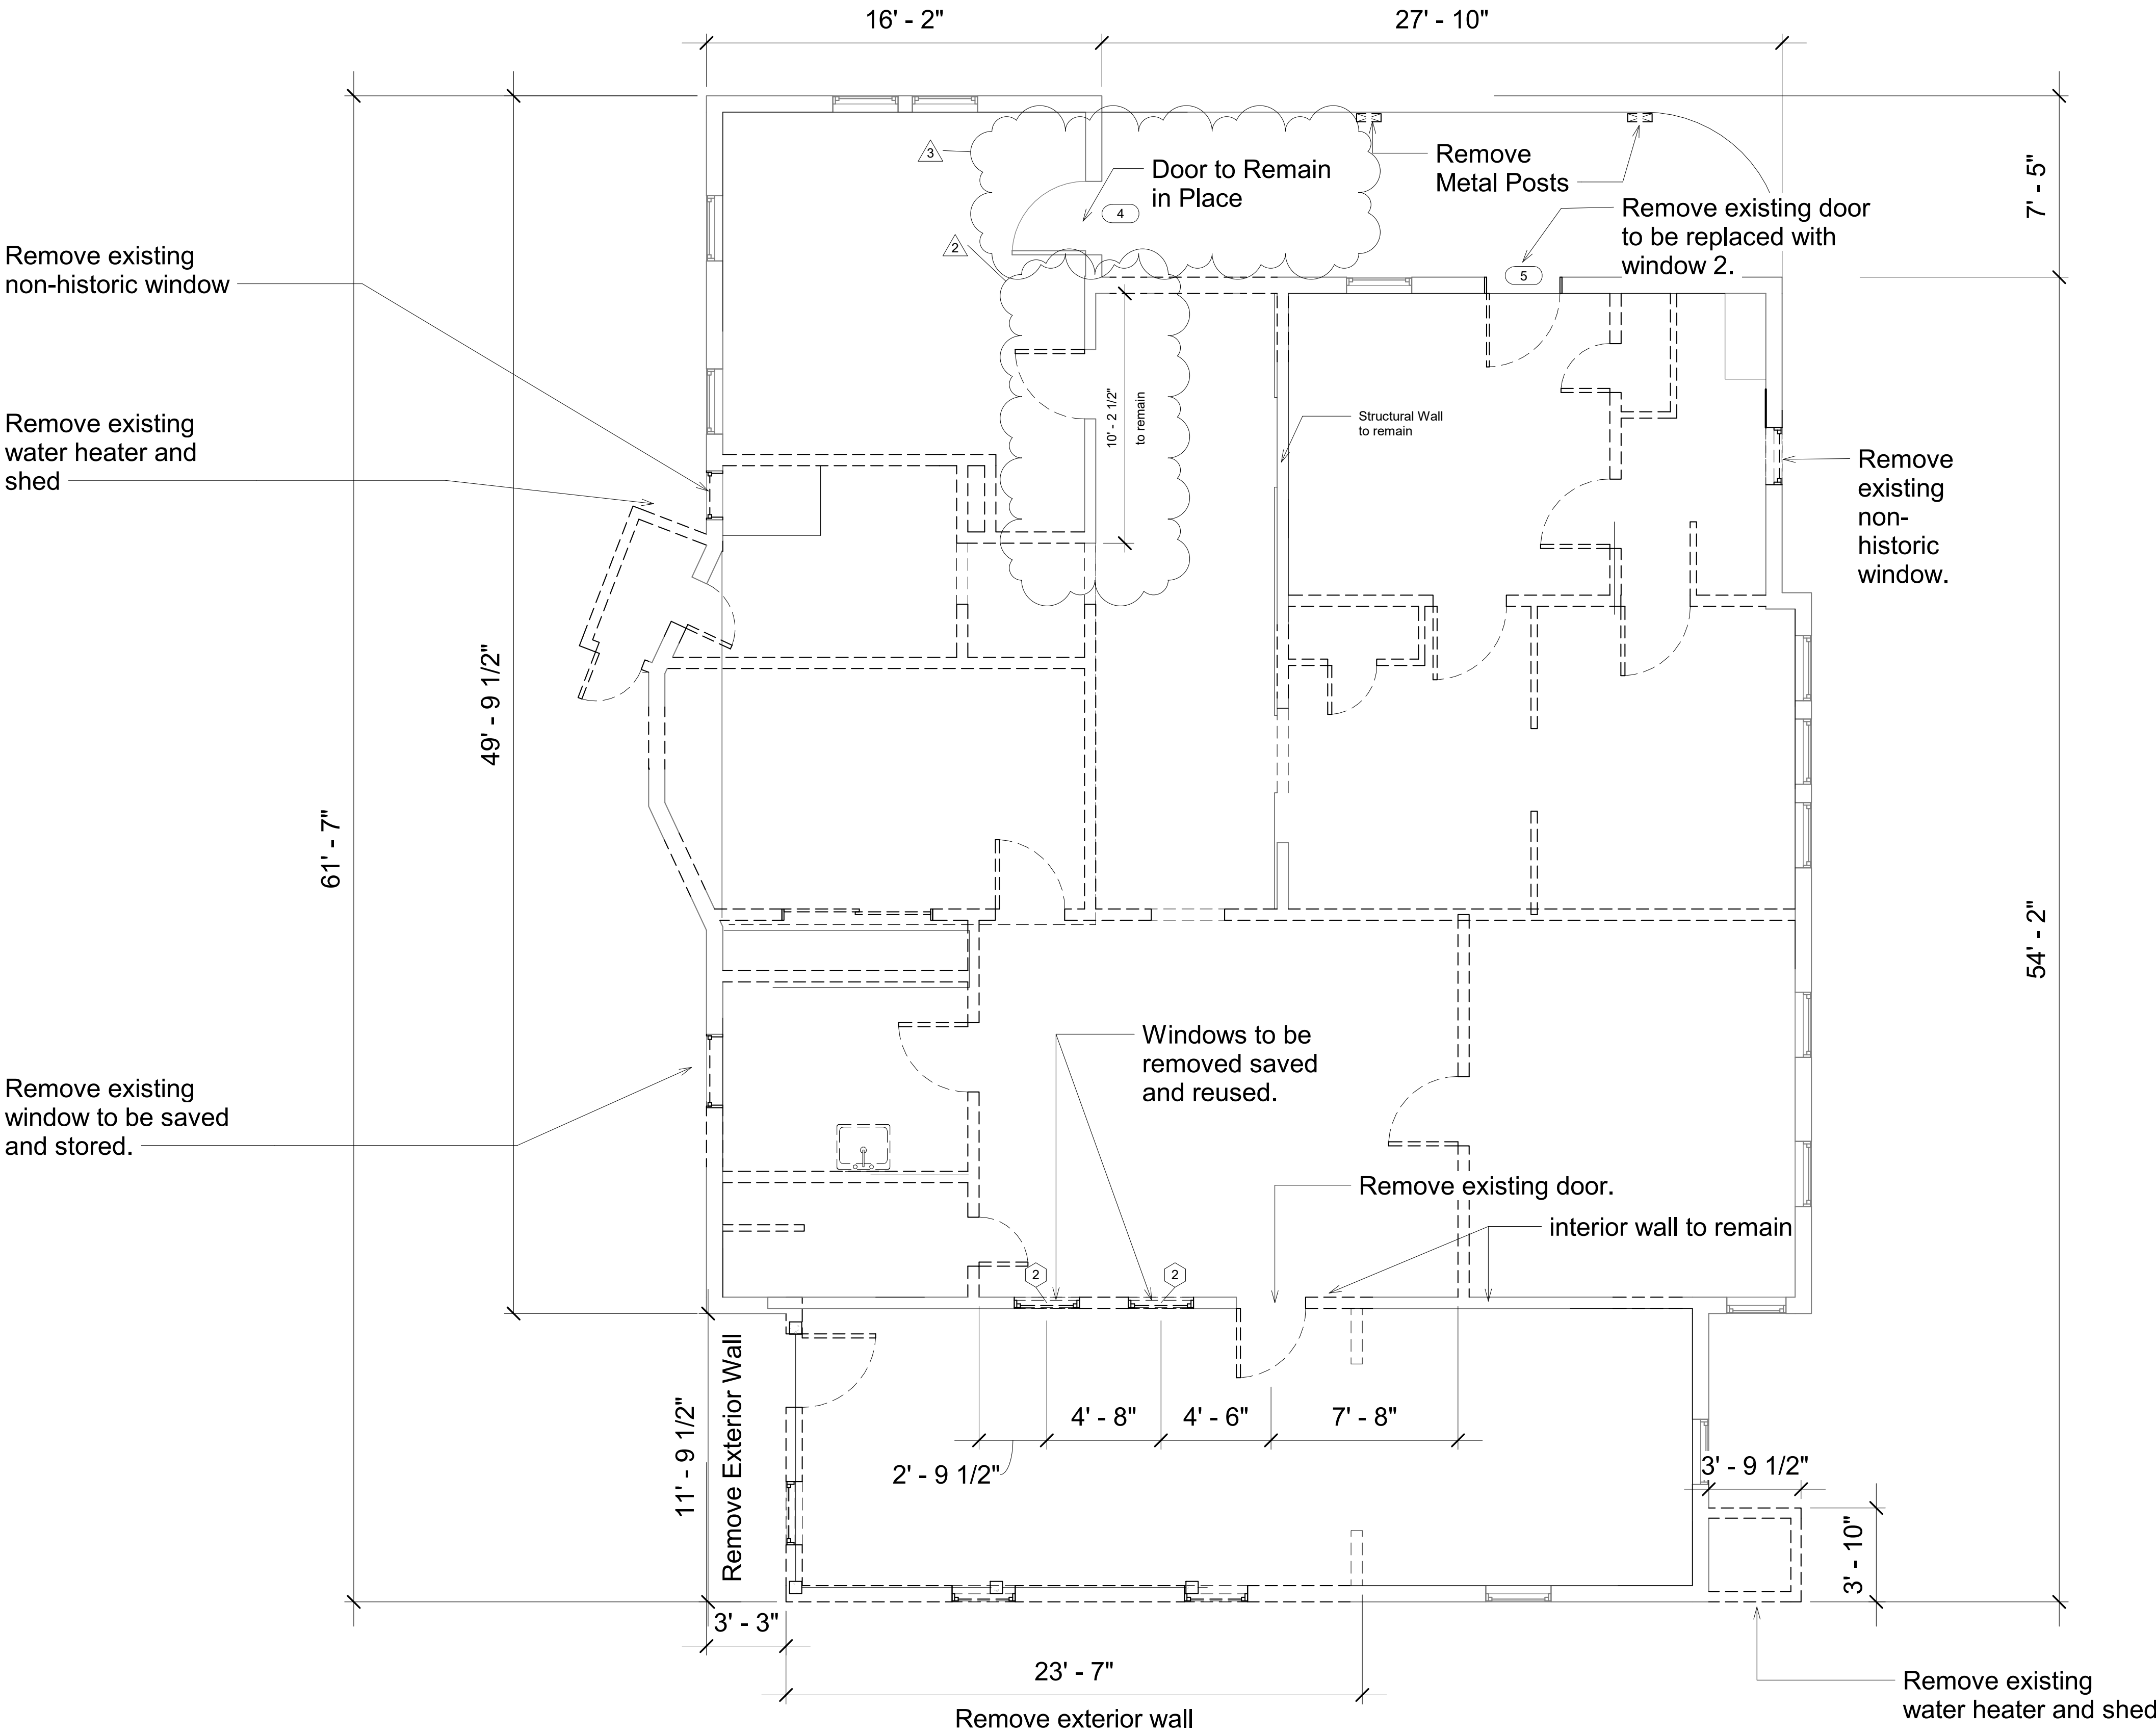 16' - 2"
27' - 10"
3
Door to Remain
in Place
4
Remove
Metal Posts
7' - 5"
2
Remove existing door
to be replaced with
window 2.
5
Remove existing
non-historic window
10' - 2 1/2"
to remain
Structural Wall
to remain
Remove existing
water heater and
shed
Remove
existing
non-
historic
window.
49' - 9 1/2"
61' - 7"
54' - 2"
Windows to be
removed saved
and reused.
Remove existing
window to be saved
and stored.
Remove existing door.
interior wall to remain
2
2
11' - 9 1/2"
Remove Exterior Wall
4' - 8"
4' - 6"
7' - 8"
2' - 9 1/2"
3' - 9 1/2"
3' - 10"
3' - 3"
23' - 7"
Remove exterior wall
Remove existing
water heater and shed